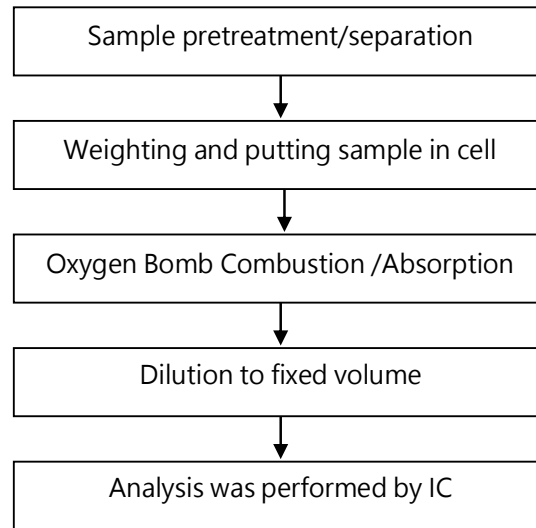 Sample pretreatment/separation
Weighting and putting sample in cell
Oxygen Bomb Combustion /Absorption
Dilution to fixed volume
Analysis was performed by IC